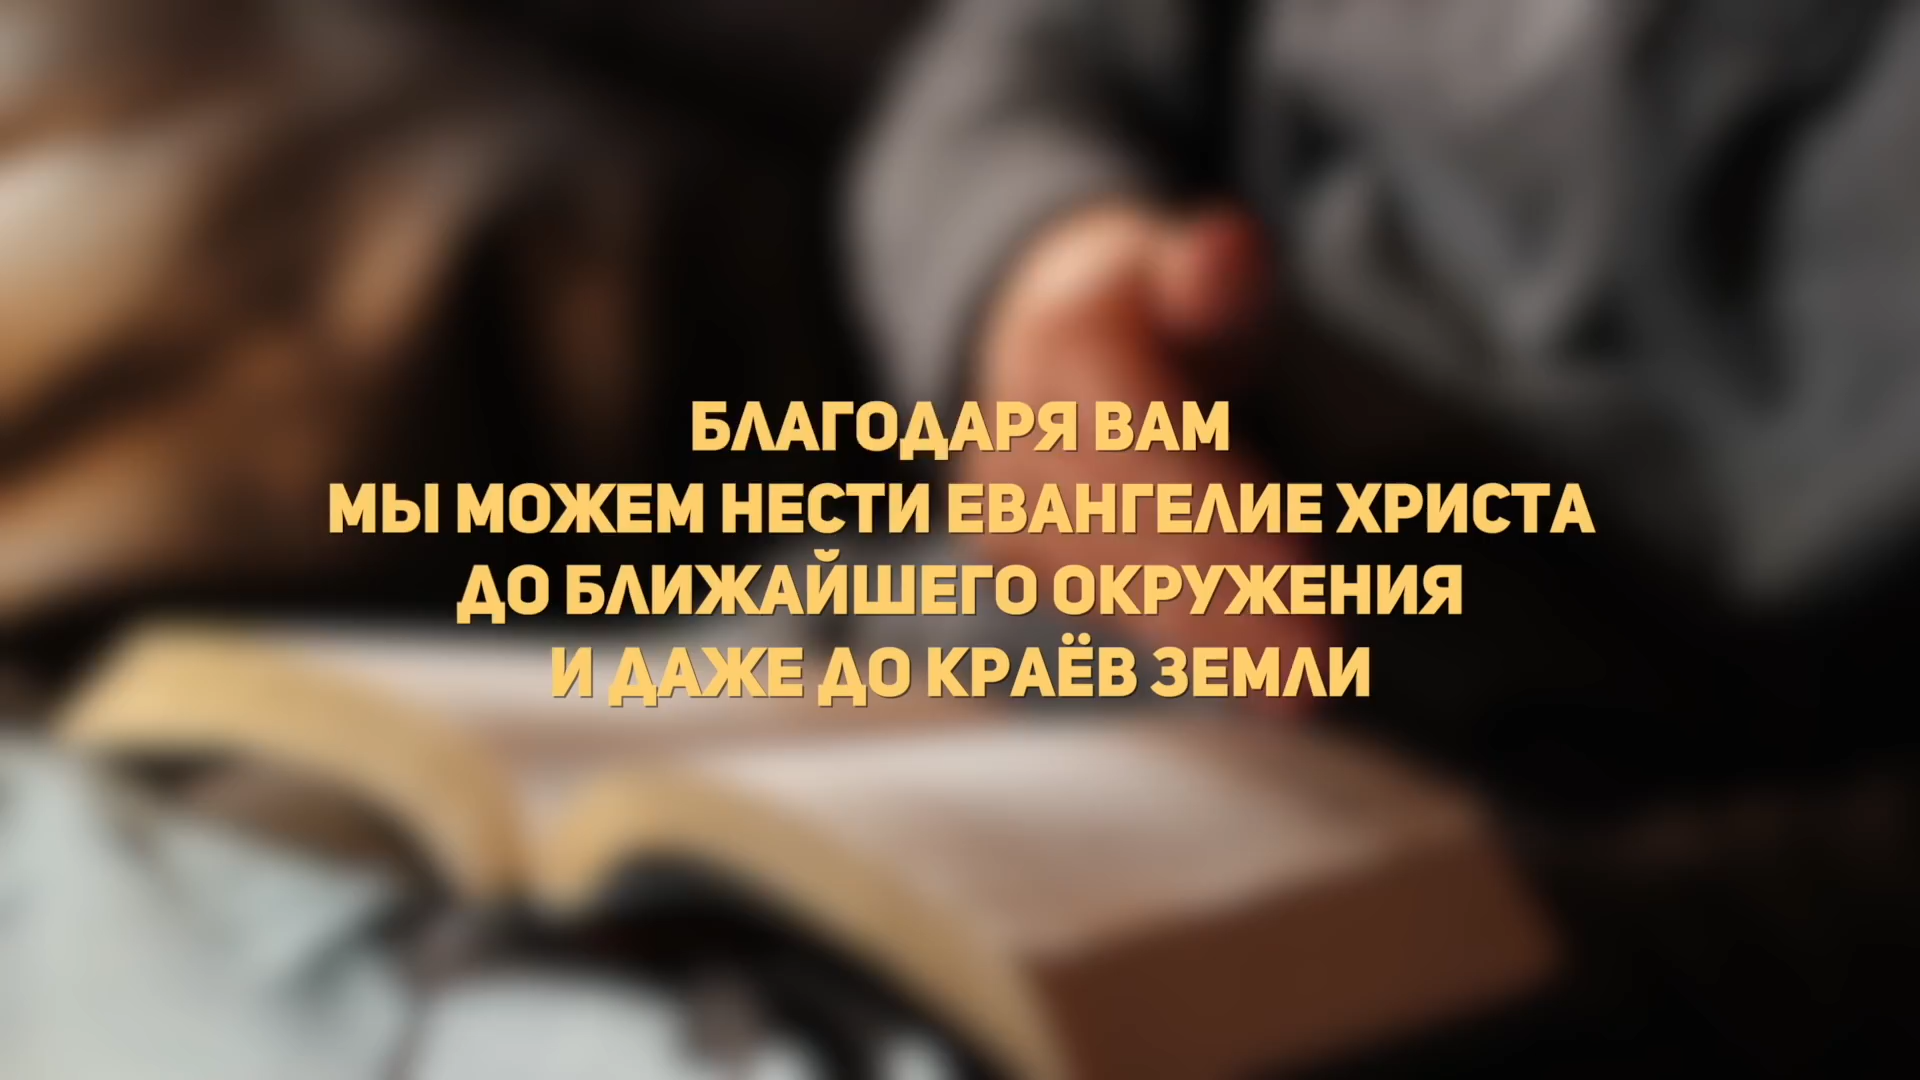 БЛАГОДАРЯ ВАМ
МЫ МОЖЕМ НЕСТИ ЕВАНГЕЛИЕ ХРИСТА
ДО БЛИЖАЙШЕГО ОКРУЖЕНИЯ
И ДАЖЕ ДО КРАЁВ ЗЕМЛИ